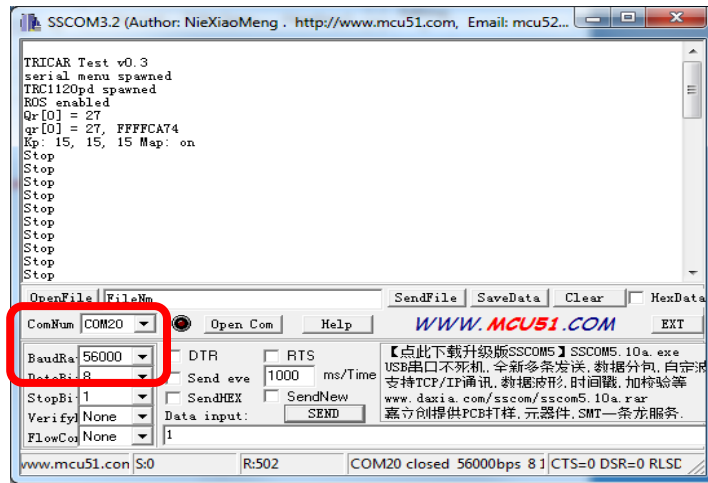 SSCOM3.2 (Author: NieXiaoMeng . http://www.mcu51.com, Email: mcu52...
TRICAR Test v0.3
serial menu spawned
TRC1120pd spawned
ROS enabled
Qr[0] = 27
qr[0] = 27, FFFFCA74
Kp: 15, 15, 15 Map: on
Stop
Stop
Stop
Stop
Stop
Stop
Stop
Stop
Stop
Stop
OpenFile FileNm SendFile SaveData Clear HexData
ComNum COM20 Open Com Help WWW.MCU51.COM EXT
BaudRa 56000 DTR RTS
DataBi 8 Send eve 1000 ms/Time
StopBi 1 SendHEX SendNew
VerifyI None Data input: SEND
FlowCo None 1
【点此下载升级版SSCOM5】SSCOM5.10a.exe
USB串口不死机,全新多条发送,数据分包,自定
支持TCP/IP通讯,数据波形,时间戳,加校验等
www.daxia.com/sscom/sscom5.10a.rar
嘉立创提供PCB打样,元器件,SMT一条龙服务.
www.mcu51.con S:0 R:502 COM20 closed 56000bps 8 1 CTS=0 DSR=0 RLSD